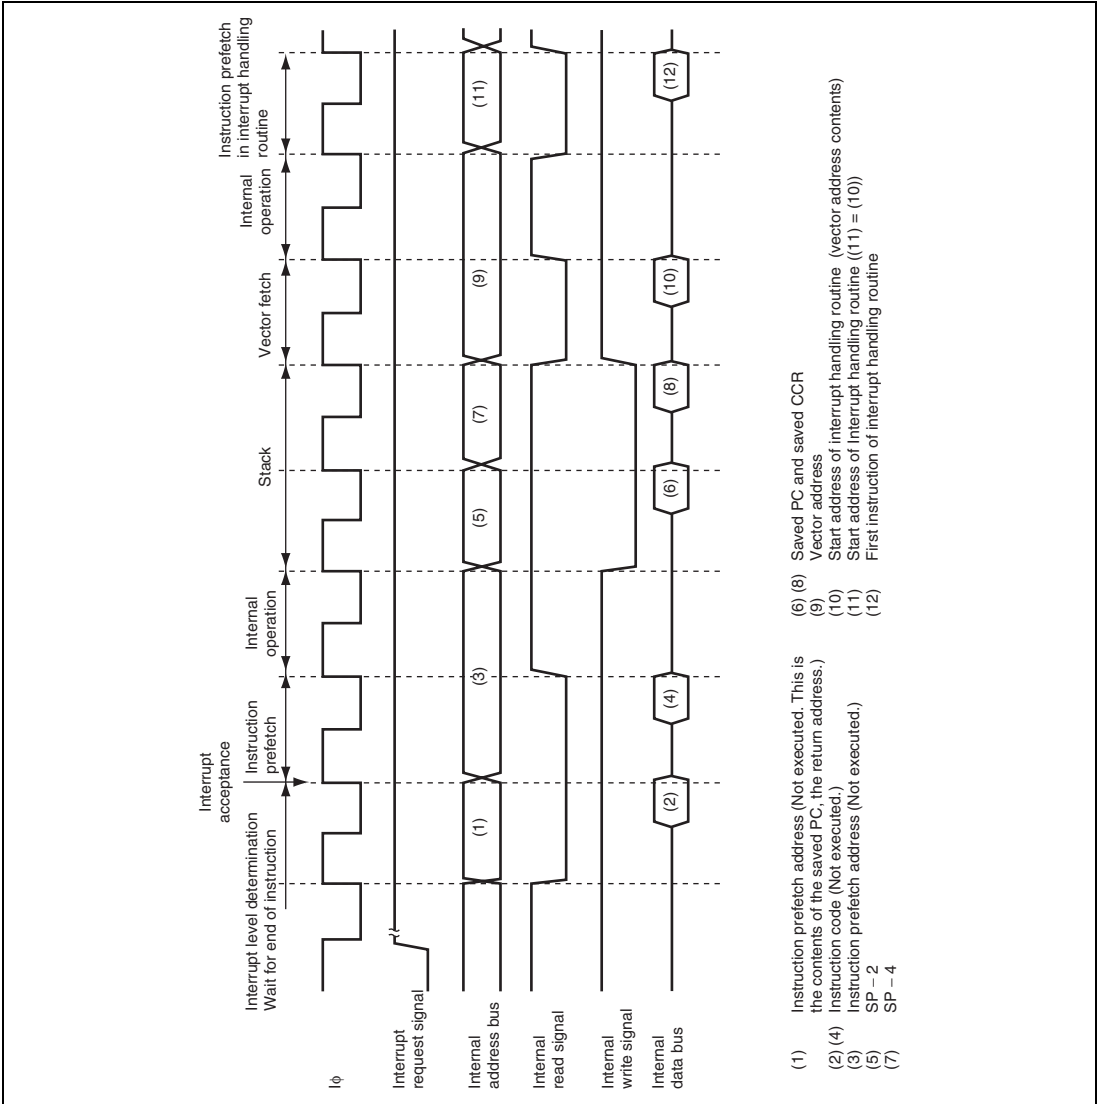 Interrupt
acceptance
Interrupt level determination
Wait for end of instruction
Instruction
prefetch
Internal
operation
Stack
Vector fetch
Internal
operation
Instruction prefetch
in interrupt handling
routine
Iϕ
Interrupt
request signal
Internal
address bus
(1)
(3)
(5)
(7)
(9)
(11)
Internal
read signal
Internal
write signal
Internal
data bus
(2)
(4)
(6)
(8)
(10)
(12)
(1) Instruction prefetch address (Not executed. This is
the contents of the saved PC, the return address.)
(2) (4) Instruction code (Not executed.)
(3) Instruction prefetch address (Not executed.)
(5) SP – 2
(7) SP – 4
(6) (8) Saved PC and saved CCR
(9) Vector address
(10) Start address of interrupt handling routine (vector address contents)
(11) Start address of Interrupt handling routine ((11) = (10))
(12) First instruction of interrupt handling routine